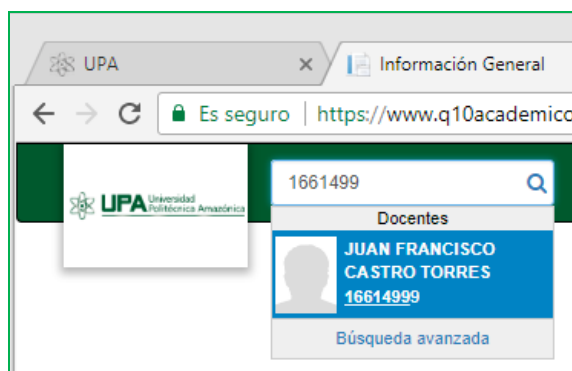 UPA
Información General
Es seguro https://www.q10academico
UPA Universidad
Politécnica Amazónica
1661499
Docentes
JUAN FRANCISCO
CASTRO TORRES
16614999
Búsqueda avanzada